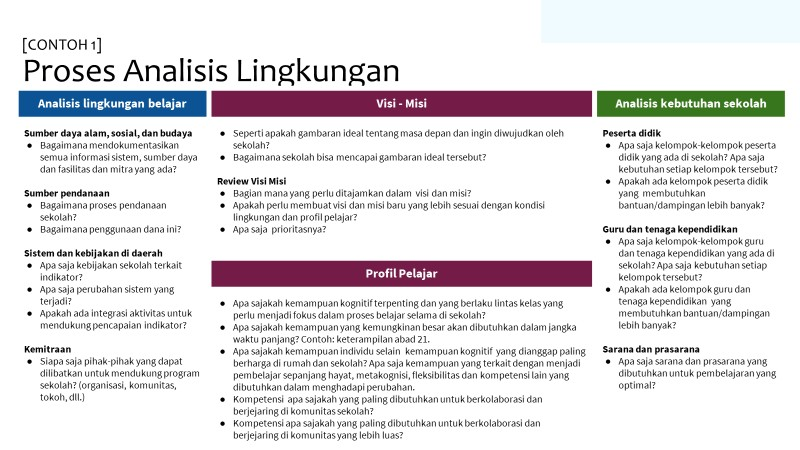 [CONTOH 1]
Proses Analisis Lingkungan
Analisis lingkungan belajar
Sumber daya alam, sosial, dan budaya
● Bagaimana mendokumentasikan
semua informasi sistem, sumber daya
dan fasilitas dan mitra yang ada?
Sumber pendanaan
● Bagaimana proses pendanaan
sekolah?
● Bagaimana penggunaan dana ini?
Sistem dan kebijakan di daerah
● Apa saja kebijakan sekolah terkait
indikator?
● Apa saja perubahan sistem yang
terjadi?
● Apakah ada integrasi aktivitas untuk
mendukung pencapaian indikator?
Kemitraan
● Siapa saja pihak-pihak yang dapat
dilibatkan untuk mendukung program
sekolah? (organisasi, komunitas,
tokoh, dll.)
Visi - Misi
● Seperti apakah gambaran ideal tentang masa depan dan ingin diwujudkan oleh
sekolah?
● Bagaimana sekolah bisa mencapai gambaran ideal tersebut?
Review Visi Misi
● Bagian mana yang perlu ditajamkan dalam visi dan misi?
● Apakah perlu membuat visi dan misi baru yang lebih sesuai dengan kondisi
lingkungan dan profil pelajar?
● Apa saja prioritasnya?
Profil Pelajar
● Apa sajakah kemampuan kognitif terpenting dan yang berlaku lintas kelas yang
perlu menjadi fokus dalam proses belajar selama di sekolah?
● Apa sajakah kemampuan yang kemungkinan besar akan dibutuhkan dalam jangka
waktu panjang? Contoh: keterampilan abad 21.
● Apa sajakah kemampuan individu selain kemampuan kognitif yang dianggap paling
berharga di rumah dan sekolah? Apa saja kemampuan yang terkait dengan menjadi
pembelajar sepanjang hayat, metakognisi, fleksibilitas dan kompetensi lain yang
dibutuhkan dalam menghadapi perubahan.
● Kompetensi apa sajakah yang paling dibutuhkan untuk berkolaborasi dan
berjejaring di komunitas sekolah?
● Kompetensi apa sajakah yang paling dibutuhkan untuk berkolaborasi dan
berjejaring di komunitas yang lebih luas?
Analisis kebutuhan sekolah
Peserta didik
● Apa saja kelompok-kelompok peserta
didik yang ada di sekolah? Apa saja
kebutuhan setiap kelompok tersebut?
● Apakah ada kelompok peserta didik
yang membutuhkan
bantuan/dampingan lebih banyak?
Guru dan tenaga kependidikan
● Apa saja kelompok-kelompok guru
dan tenaga kependidikan yang ada di
sekolah? Apa saja kebutuhan setiap
kelompok tersebut?
● Apakah ada kelompok guru dan
tenaga kependidikan yang
membutuhkan bantuan/dampingan
lebih banyak?
Sarana dan prasarana
● Apa saja sarana dan prasarana yang
dibutuhkan untuk pembelajaran yang
optimal?